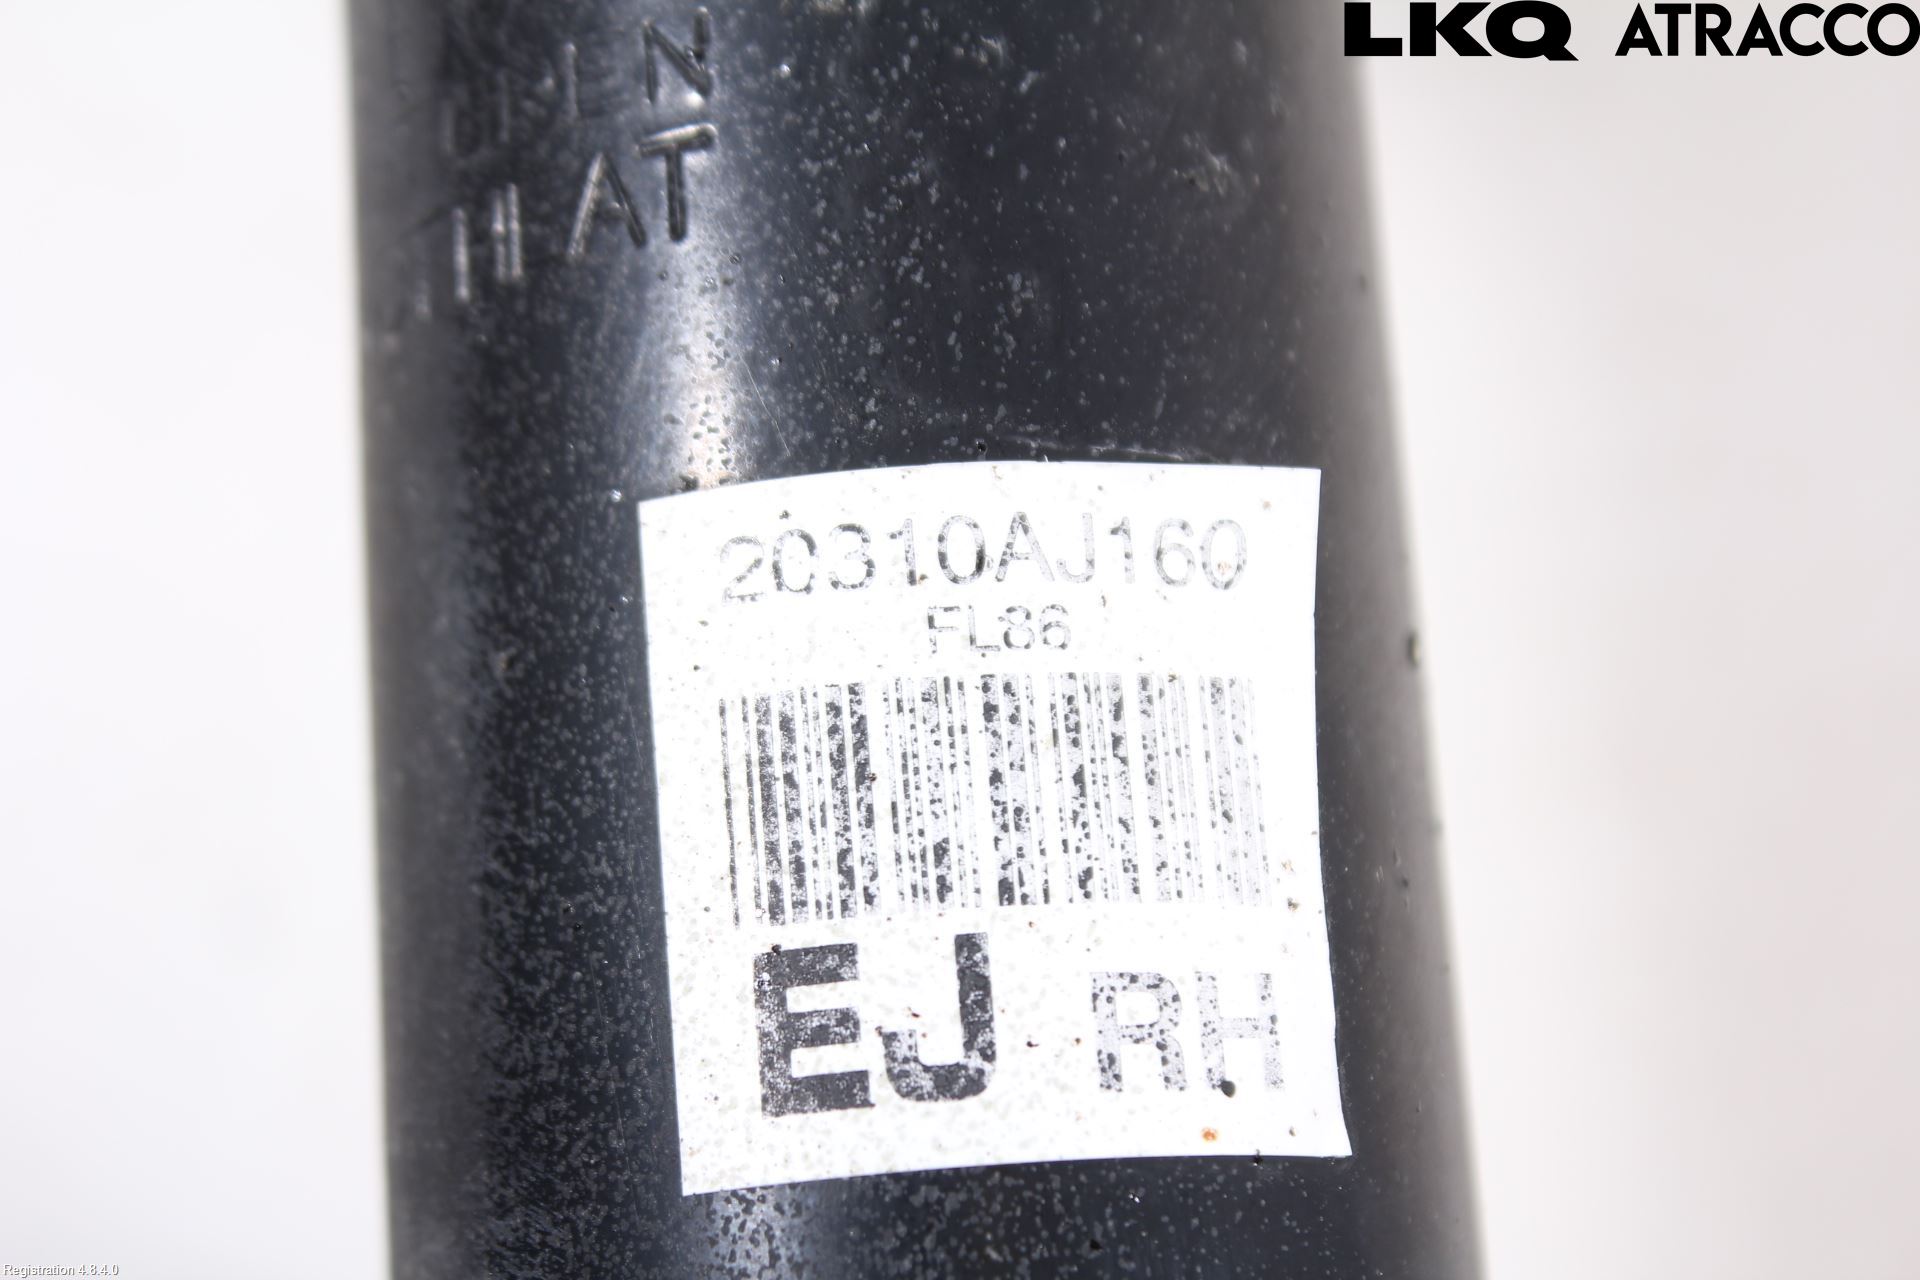 LKQ ATRACCO
20310AJ160
FL86
EJ RH
Registration 4.8.4.0